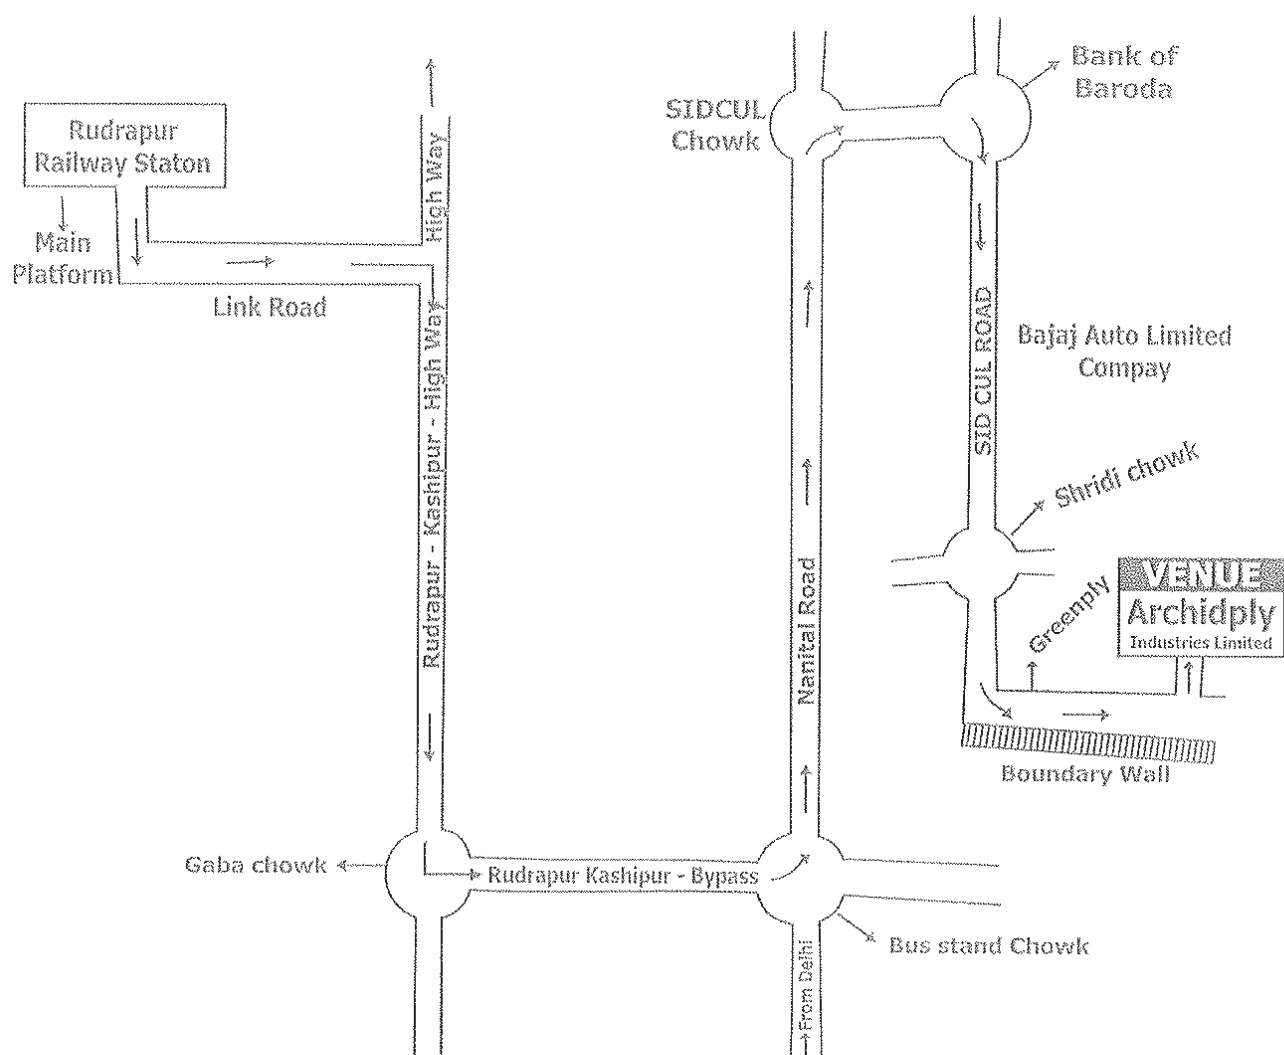 Bank of
Baroda
SIDCUL
Chowk
Rudrapur
Railway Staton
High Way
Main
Platform
Link Road
Rudrapur - Kashipur - High Way
SID CUL ROAD
Bajaj Auto Limited
Compay
Shridi chowk
Nanital Road
Greenply
VENUE
Archidply
Industries Limited
Boundary Wall
Gaba chowk
Rudrapur Kashipur - Bypass
Bus stand Chowk
From Delhi